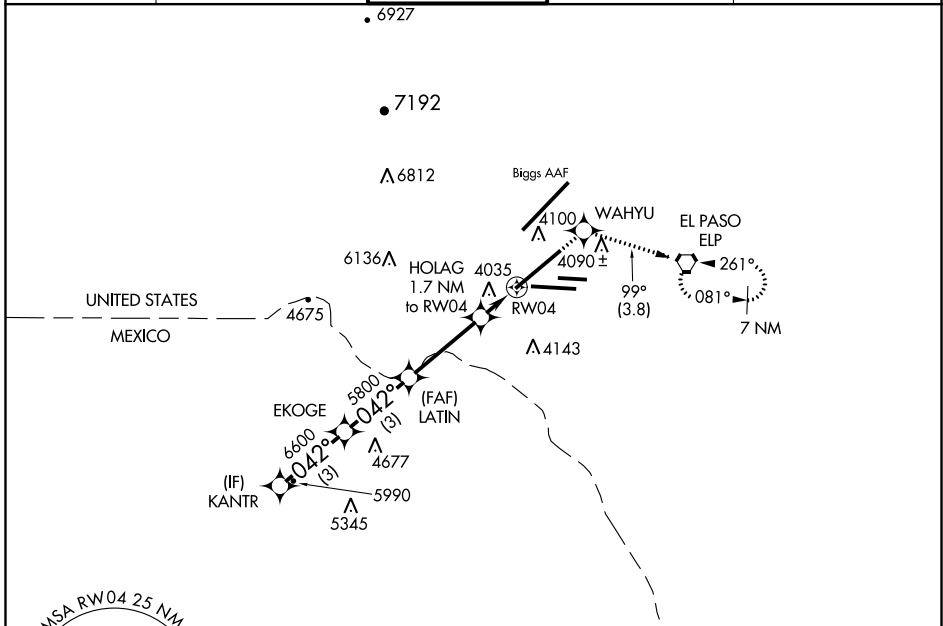 6927
7192
6812
Biggs AAF
4100
WAHYU
EL PASO
ELP
6136
4090 ±
261°
HOLAG
1.7 NM
to RW04
4035
RW04
99°
(3.8)
081°
7 NM
UNITED STATES
MEXICO
4675
4143
5800
042°
(3)
(FAF)
LATIN
EKOGE
6600
042°
(3)
4677
(IF)
KANTR
5990
5345
MSA RW04 25 NM